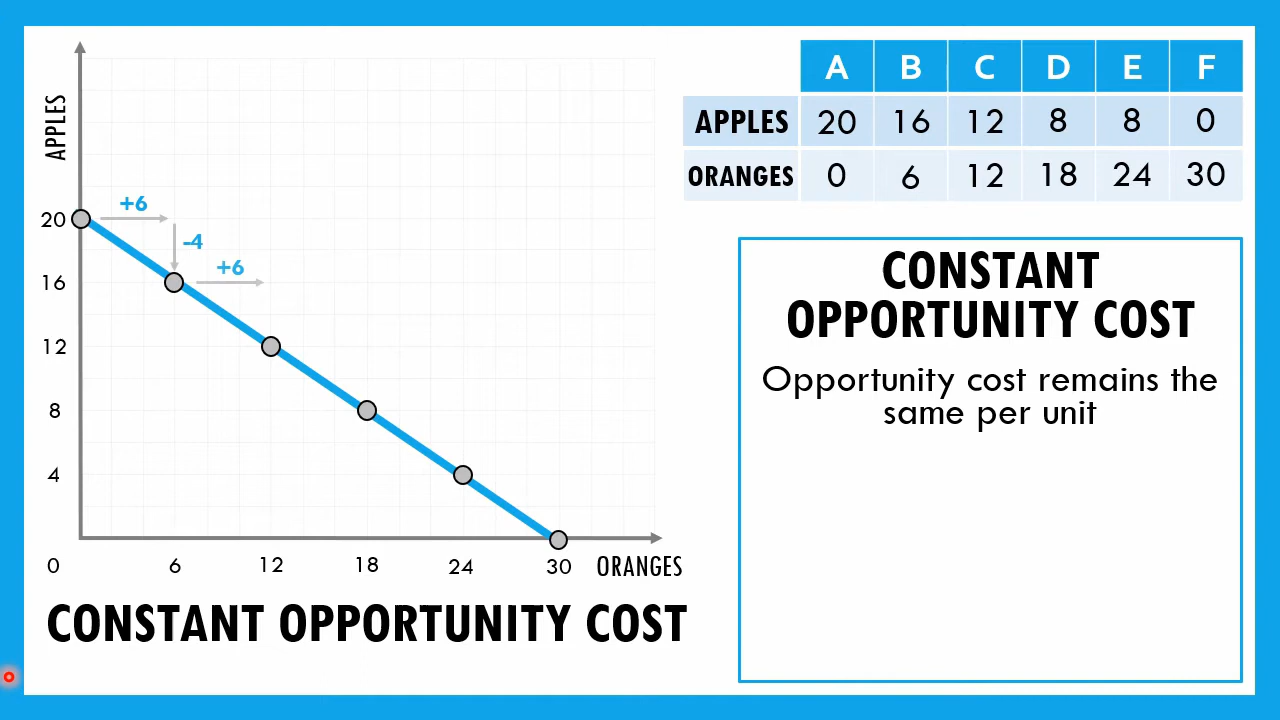 APPLES
20
16
12
8
4
+6
-4
+6
0 6 12 18 24 30 ORANGES
CONSTANT OPPORTUNITY COST
A B C D E F
APPLES 20 16 12 8 8 0
ORANGES 0 6 12 18 24 30
CONSTANT
OPPORTUNITY COST
Opportunity cost remains the
same per unit